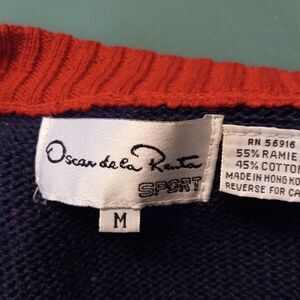 Oscar de la Renta
SPORT
M
RN 56916
55% RAMIE
45% COTTON
MADE IN HONG KO
REVERSE FOR CA